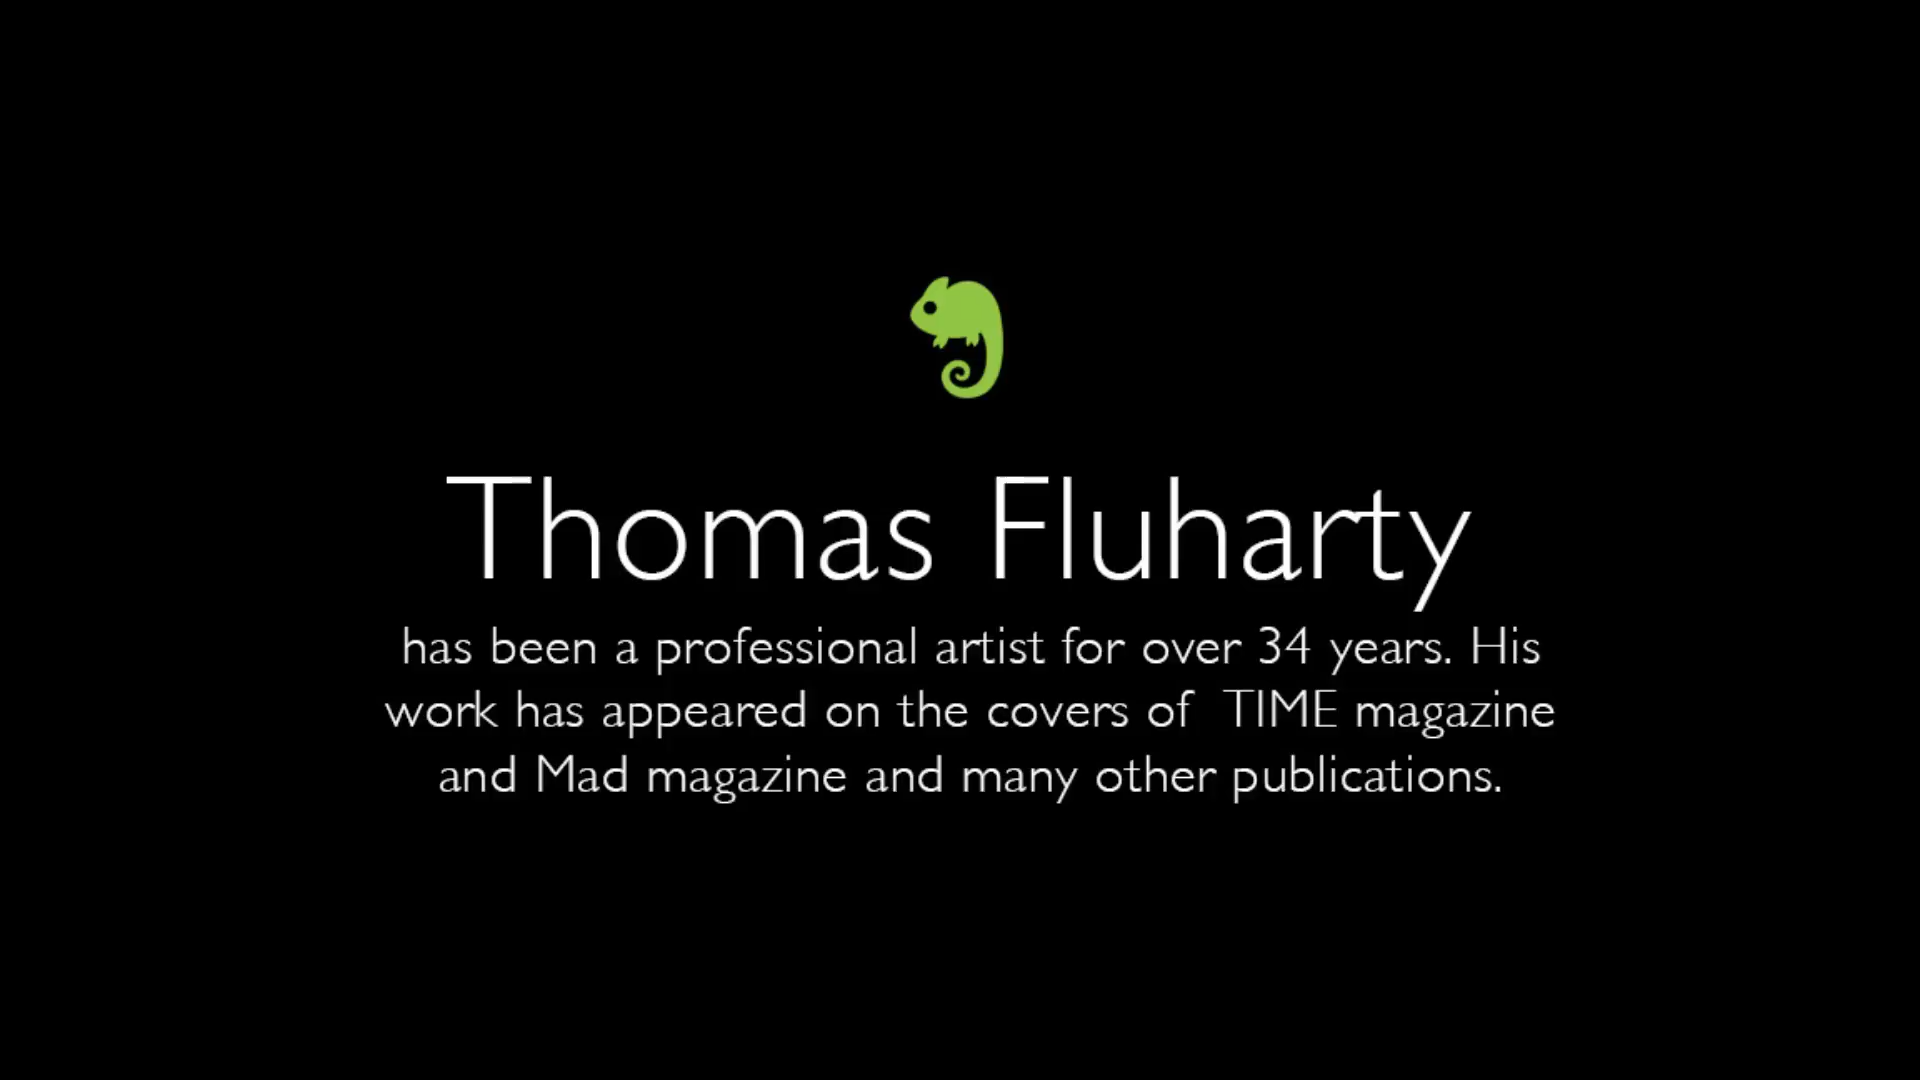 Thomas Fluharty
has been a professional artist for over 34 years. His
work has appeared on the covers of  TIME magazine
and Mad magazine and many other publications.